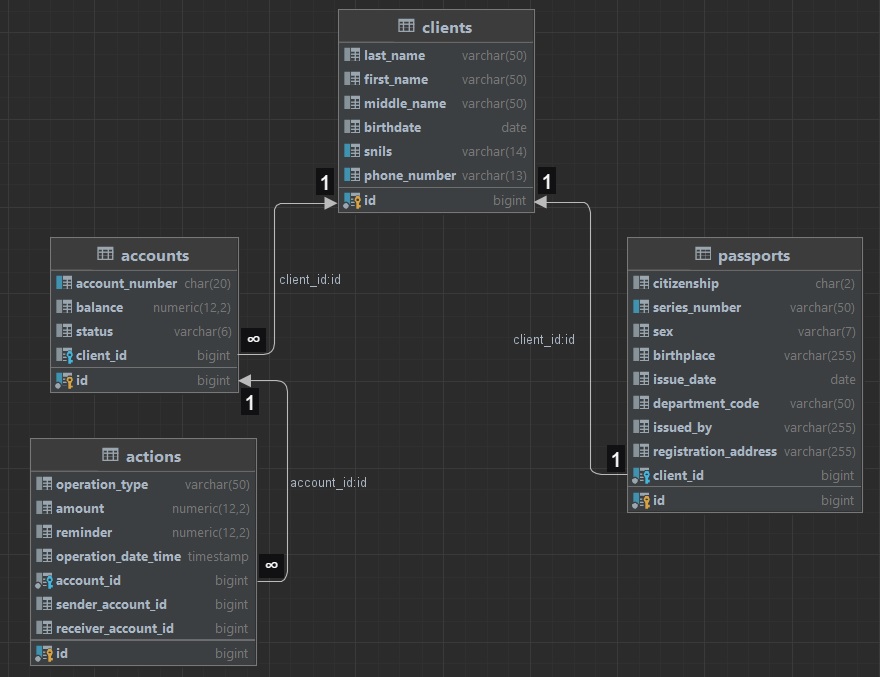 clients
last_name varchar(50)
first_name varchar(50)
middle_name varchar(50)
birthdate date
snils varchar(14)
phone_number varchar(13)
id bigint
1
1
accounts
account_number char(20)
balance numeric(12,2)
status varchar(6)
client_id bigint
id bigint
client_id:id
∞
1
passports
citizenship char(2)
series_number varchar(50)
sex varchar(7)
birthplace varchar(255)
issue_date date
department_code varchar(50)
issued_by varchar(255)
registration_address varchar(255)
client_id bigint
id bigint
client_id:id
1
actions
operation_type varchar(50)
amount numeric(12,2)
reminder numeric(12,2)
operation_date_time timestamp
account_id bigint
sender_account_id bigint
receiver_account_id bigint
id bigint
account_id:id
∞